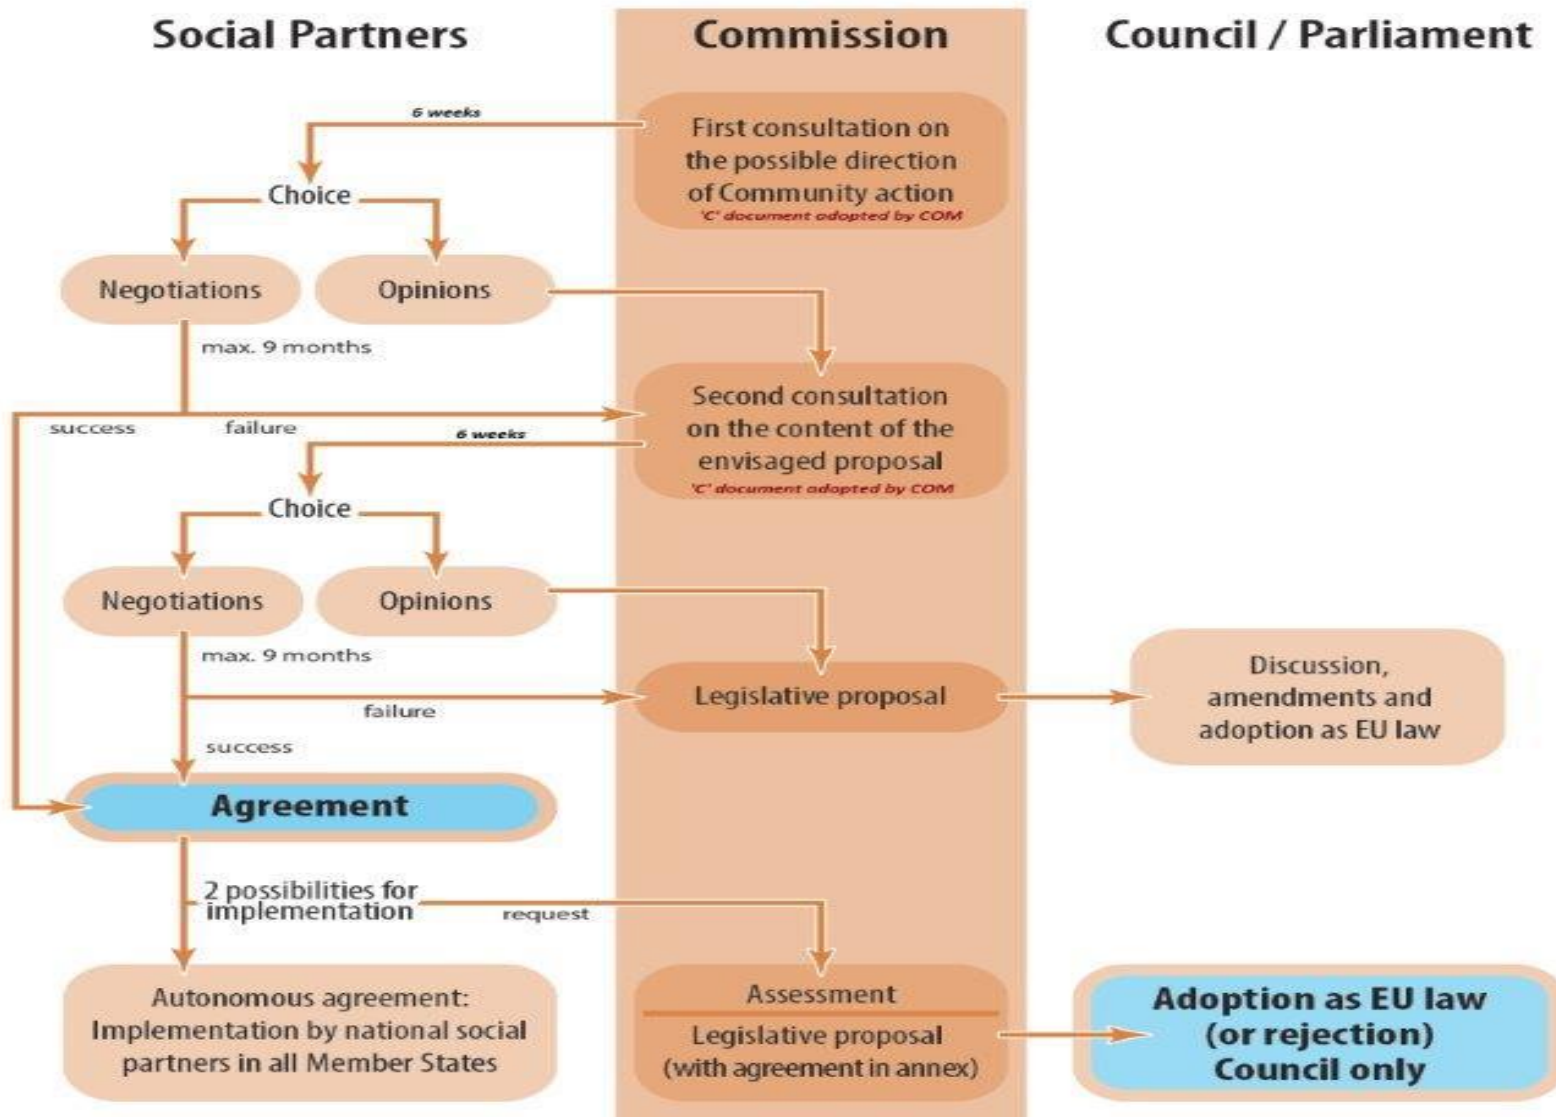 Social Partners
Commission
Council / Parliament
6 weeks
First consultation on
the possible direction
of Community action
'C' document adopted by COM
Choice
Negotiations
Opinions
max. 9 months
Second consultation
on the content of the
envisaged proposal
'C' document adopted by COM
success
failure
6 weeks
Choice
Negotiations
Opinions
max. 9 months
Legislative proposal
Discussion,
amendments and
adoption as EU law
failure
success
Agreement
2 possibilities for
implementation
request
Autonomous agreement:
Implementation by national social
partners in all Member States
Assessment
Legislative proposal
(with agreement in annex)
Adoption as EU law
(or rejection)
Council only